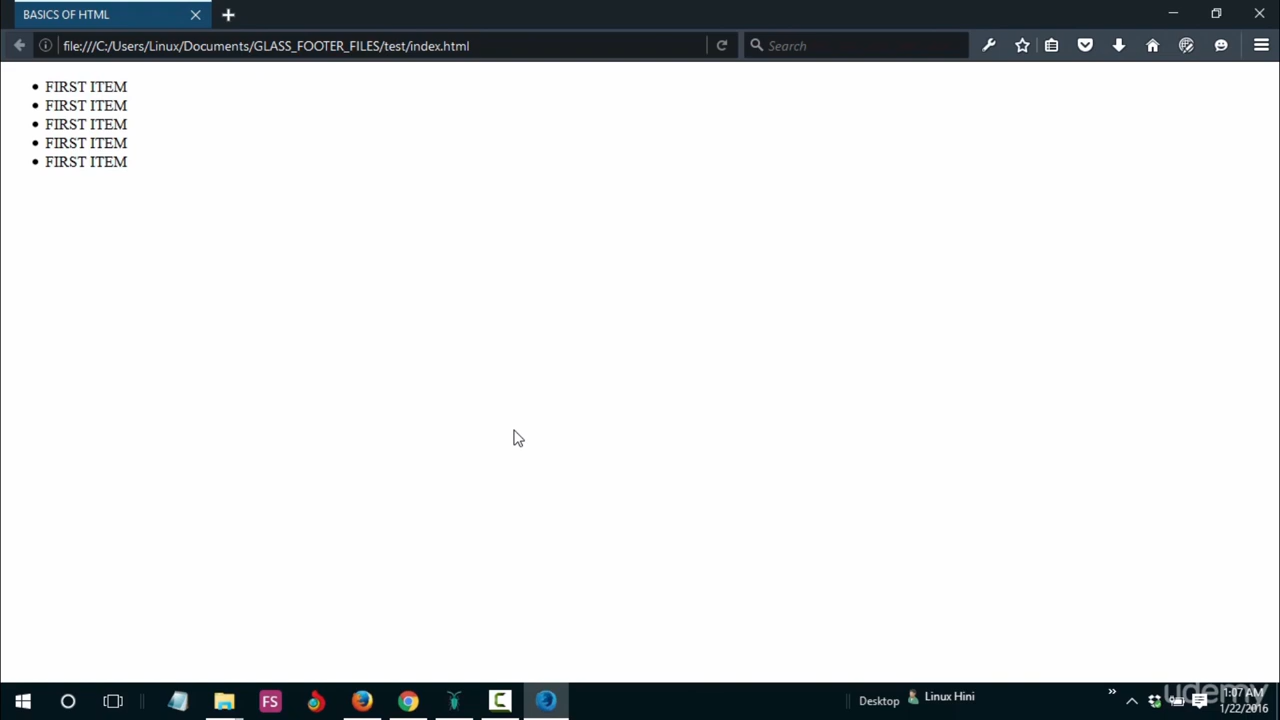 BASICS OF HTML
file:///C:/Users/Linux/Documents/GLASS_FOOTER_FILES/test/index.html
Search
FIRST ITEM
FIRST ITEM
FIRST ITEM
FIRST ITEM
FIRST ITEM
FS
Desktop
Linux Hini
udemy
1:07 AM
1/22/2016